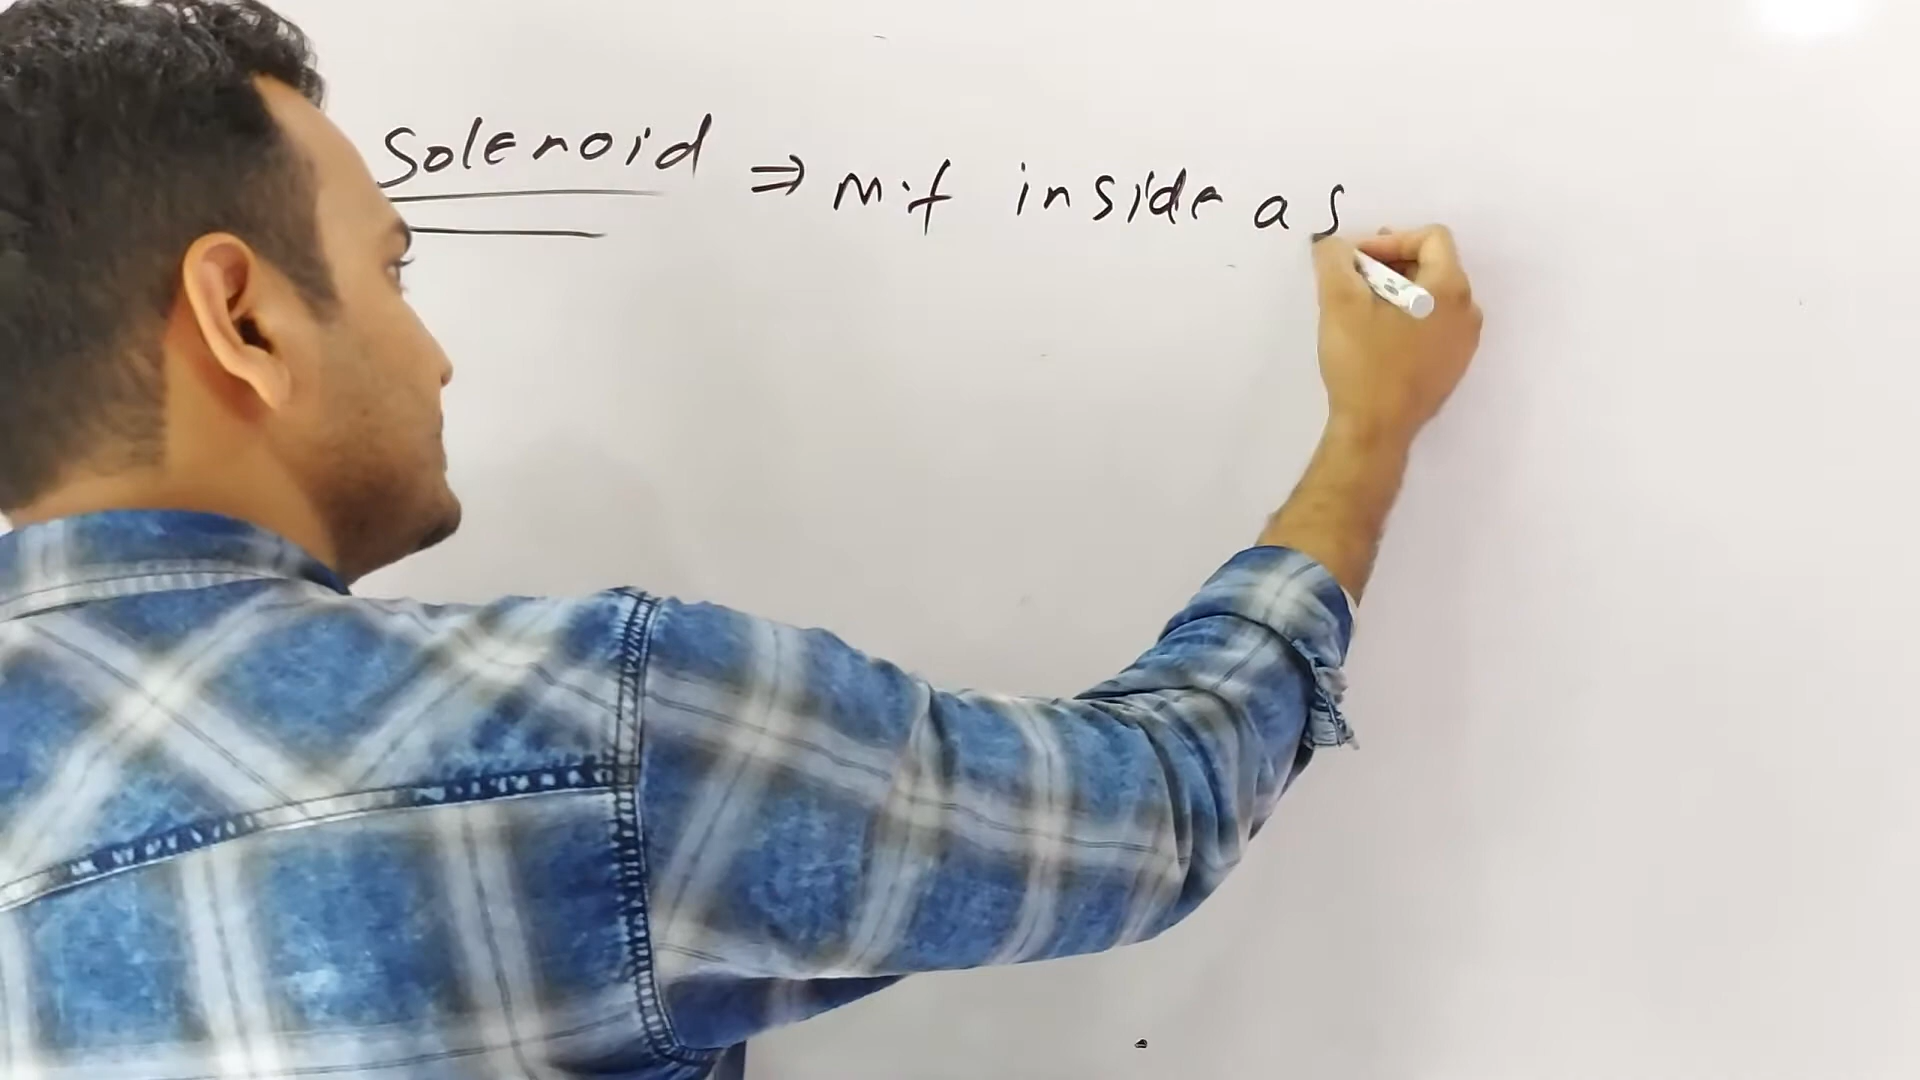 Solenoid ⇒ m.f inside a s